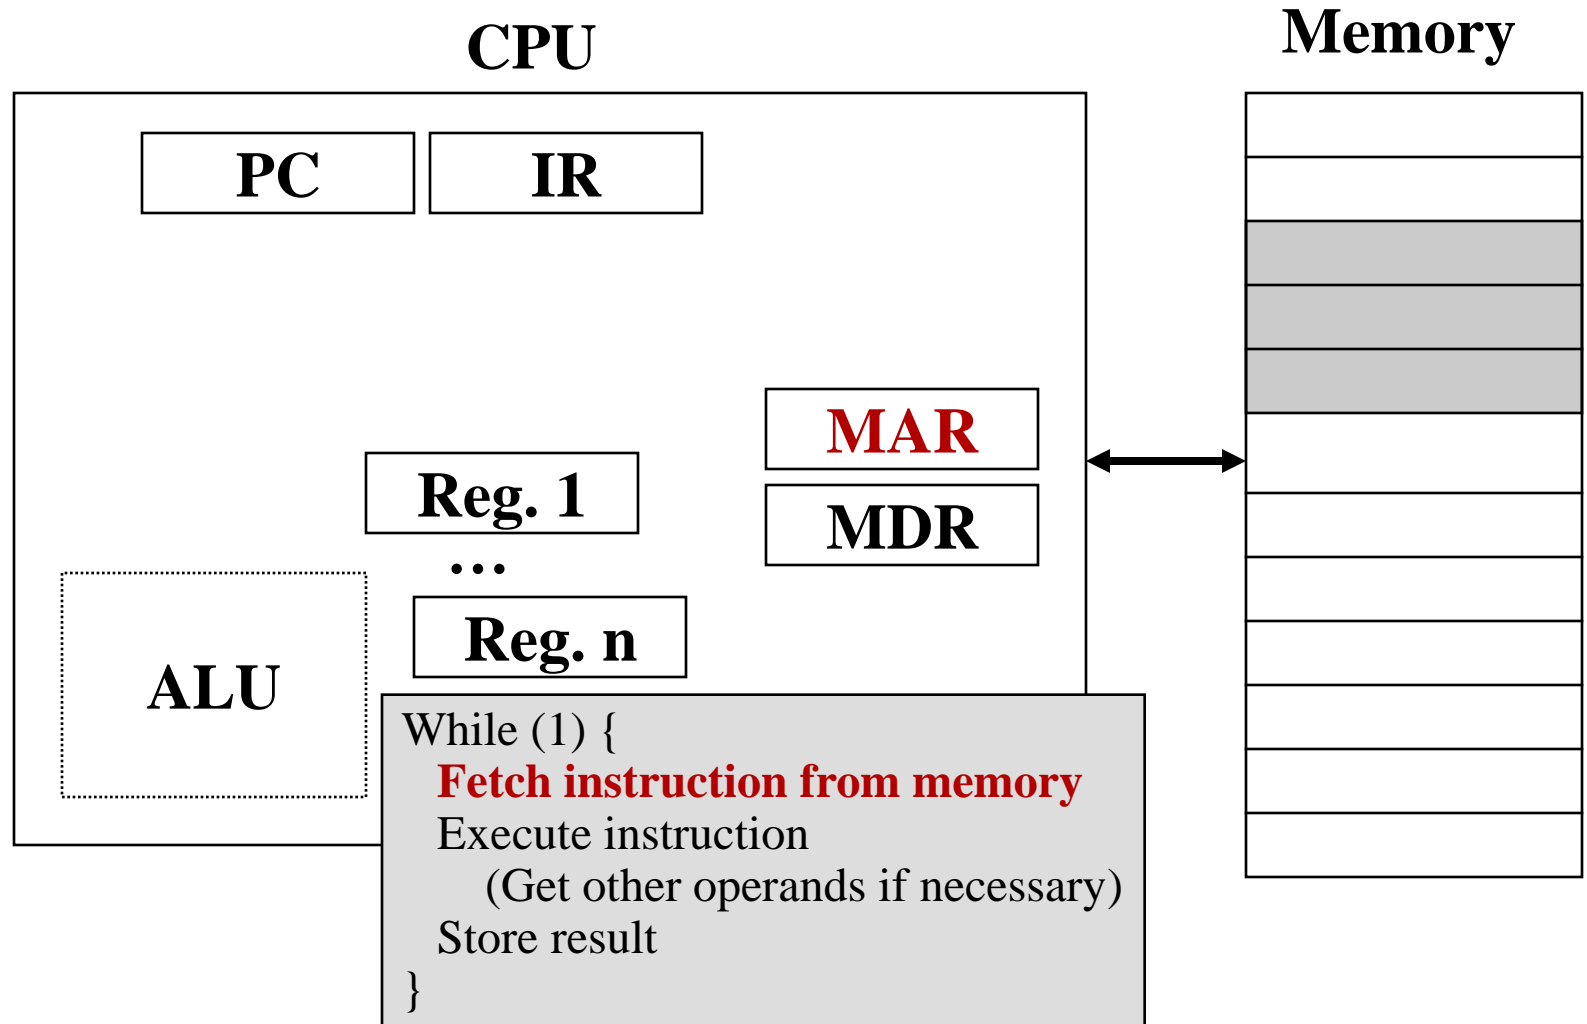 CPU
Memory
PC
IR
MAR
MDR
Reg. 1
...
Reg. n
ALU
While (1) {
Fetch instruction from memory
Execute instruction
(Get other operands if necessary)
Store result
}